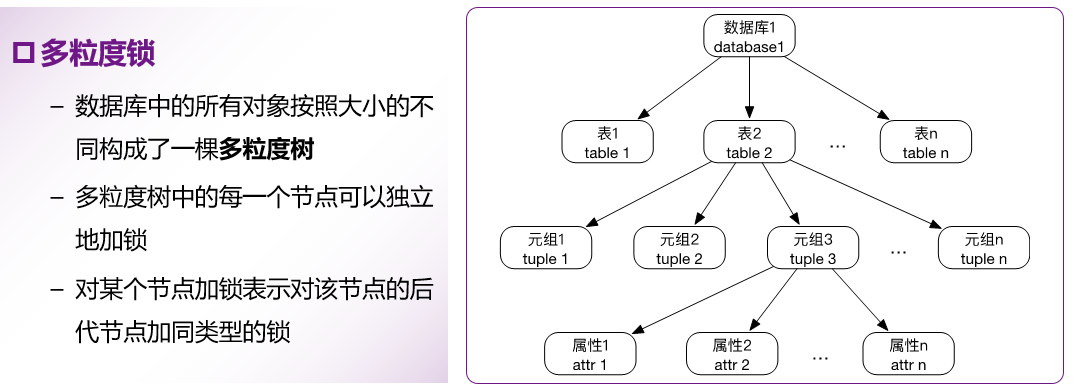 多粒度锁
– 数据库中的所有对象按照大小的不
同构成了一棵多粒度树
– 多粒度树中的每一个节点可以独立
地加锁
– 对某个节点加锁表示对该节点的后
代节点加同类型的锁
数据库1
database1
表1
table 1
表2
table 2
...
表n
table n
元组1
tuple 1
元组2
tuple 2
元组3
tuple 3
...
元组n
tuple n
属性1
attr 1
属性2
attr 2
...
属性n
attr n